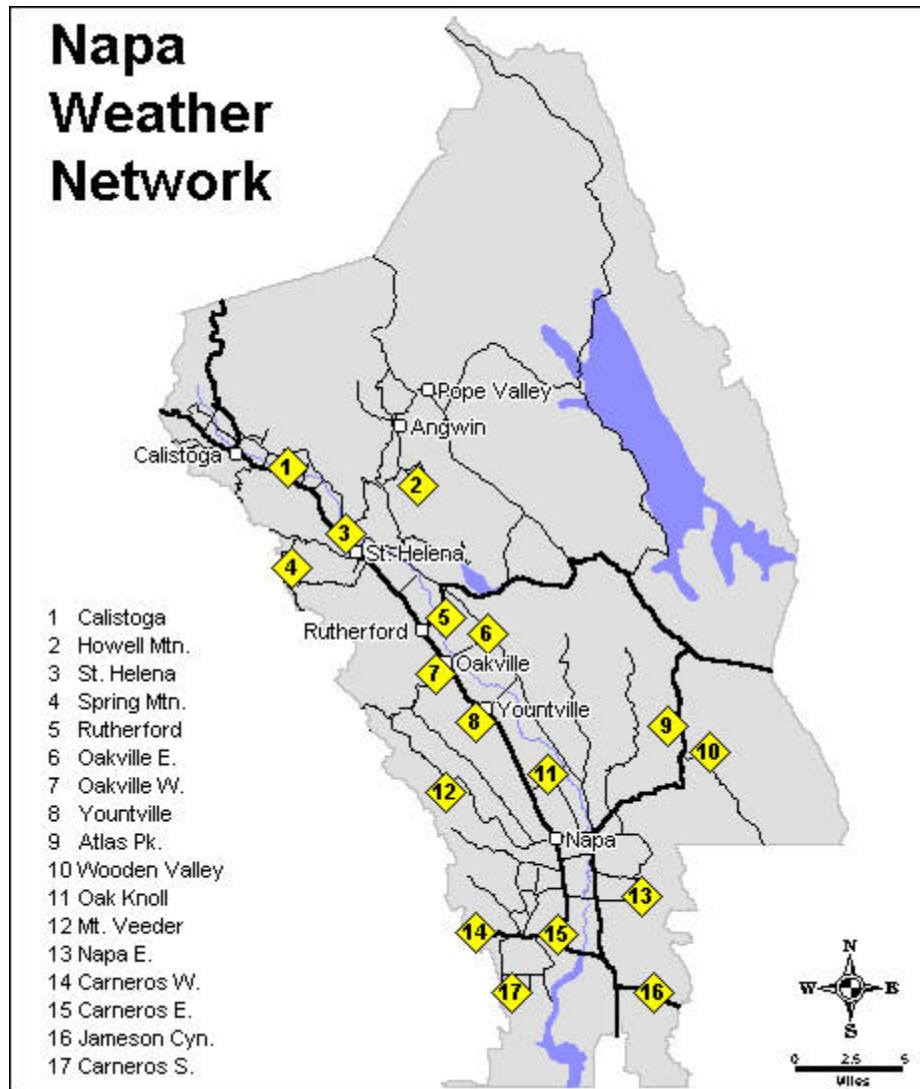 Napa
Weather
Network
Pope Valley
Angwin
Calistoga
1
2
3
St. Helena
4
5
Rutherford
6
Oakville
7
Yountville
8
9
10
11
12
Napa
13
14
15
16
17
1 Calistoga
2 Howell Mtn.
3 St. Helena
4 Spring Mtn.
5 Rutherford
6 Oakville E.
7 Oakville W.
8 Yountville
9 Atlas Pk.
10 Wooden Valley
11 Oak Knoll
12 Mt. Veeder
13 Napa E.
14 Carneros W.
15 Carneros E.
16 Jameson Cyn.
17 Carneros S.
N
W E
S
0 2.5 5
Miles